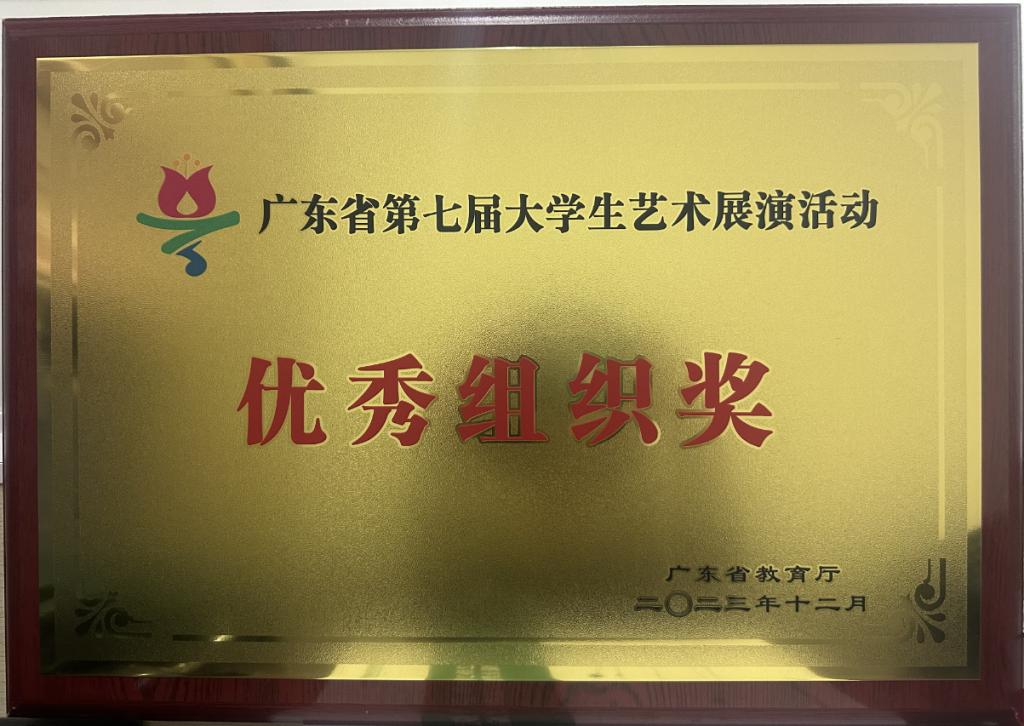 广东省第七届大学生艺术展演活动
优秀组织奖
广东省教育厅
二〇二三年十二月